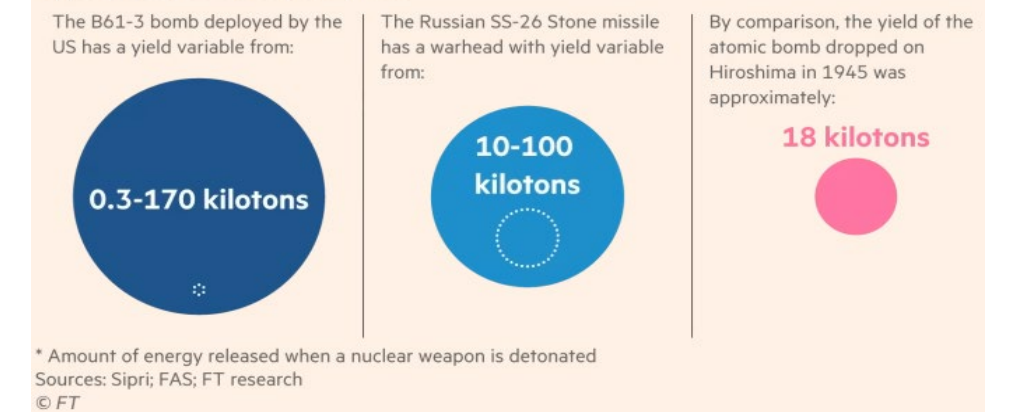 The B61-3 bomb deployed by the
US has a yield variable from:
0.3-170 kilotons
The Russian SS-26 Stone missile
has a warhead with yield variable
from:
10-100
kilotons
By comparison, the yield of the
atomic bomb dropped on
Hiroshima in 1945 was
approximately:
18 kilotons
* Amount of energy released when a nuclear weapon is detonated
Sources: Sipri; FAS; FT research
© FT